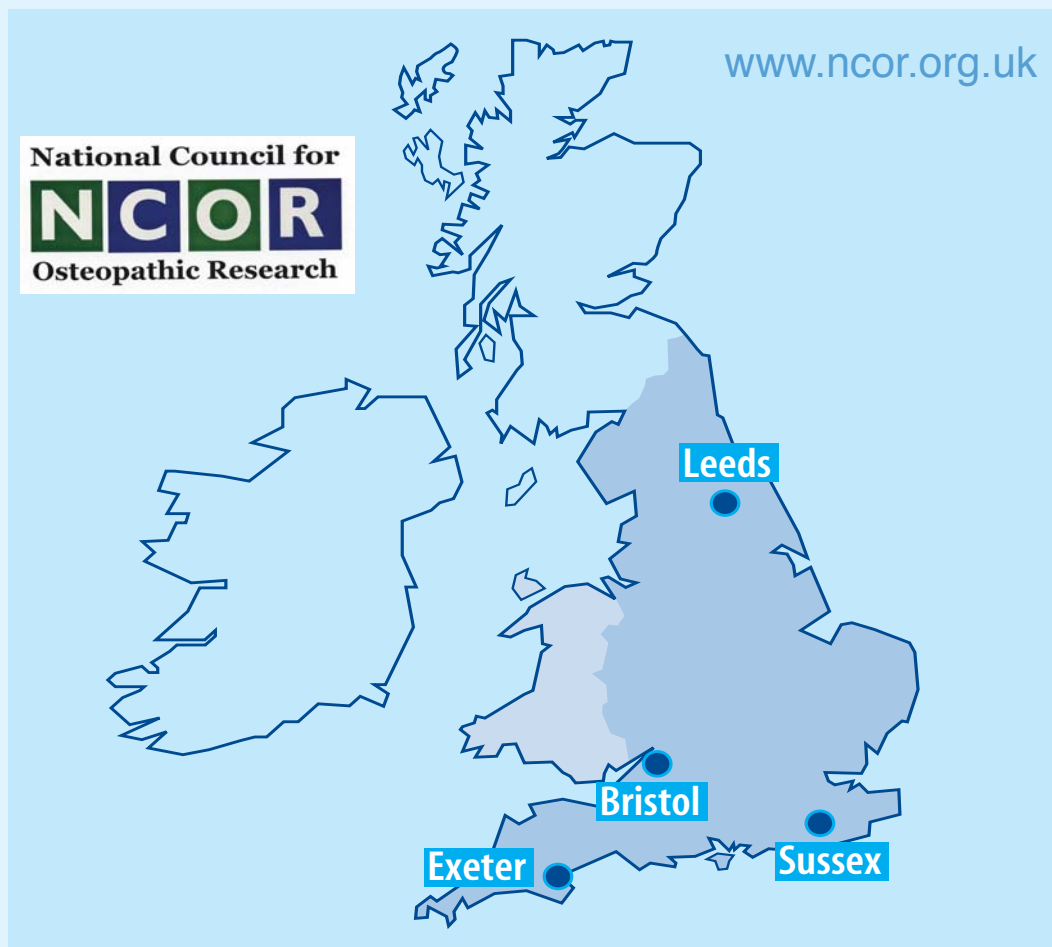 www.ncor.org.uk
National Council for
NCOR
Osteopathic Research
Leeds
Bristol
Exeter
Sussex